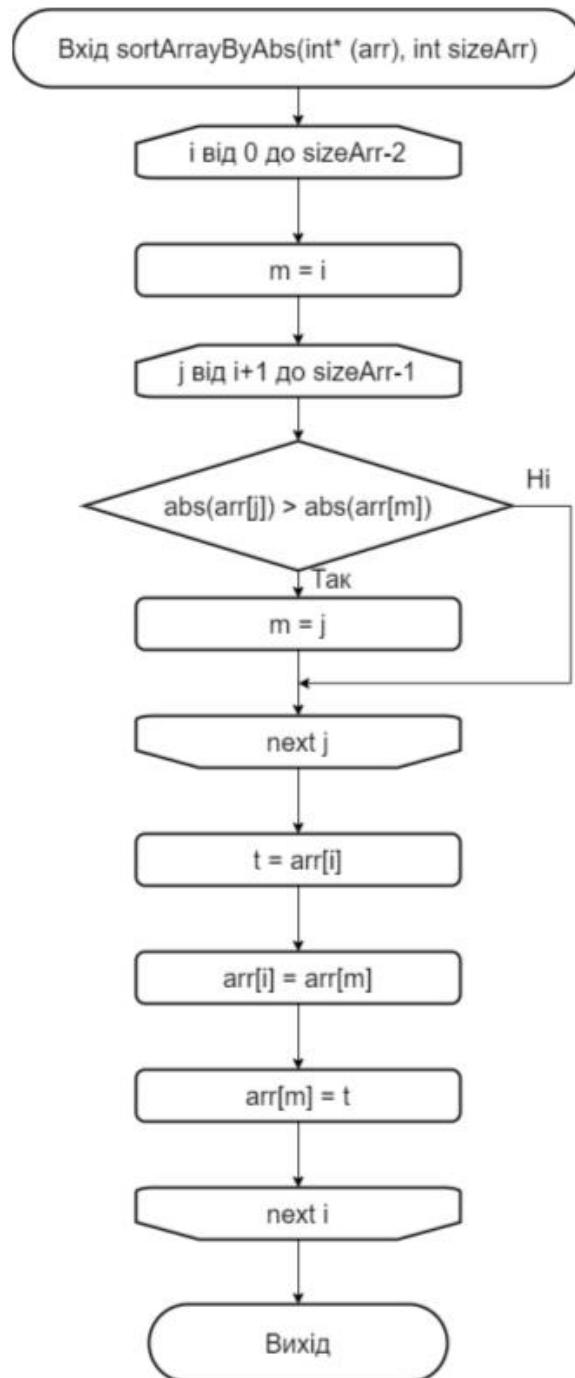 Вхід sortArrayByAbs(int* (arr), int sizeArr)
i від 0 до sizeArr-2
m = i
j від i+1 до sizeArr-1
abs(arr[j]) > abs(arr[m])
Ні
Так
m = j
next j
t = arr[i]
arr[i] = arr[m]
arr[m] = t
next i
Вихід